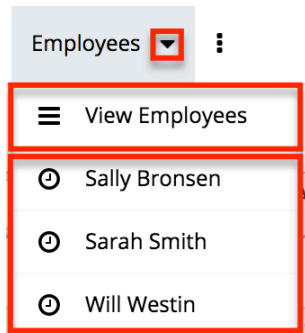 Employees
View Employees
Sally Bronsen
Sarah Smith
Will Westin